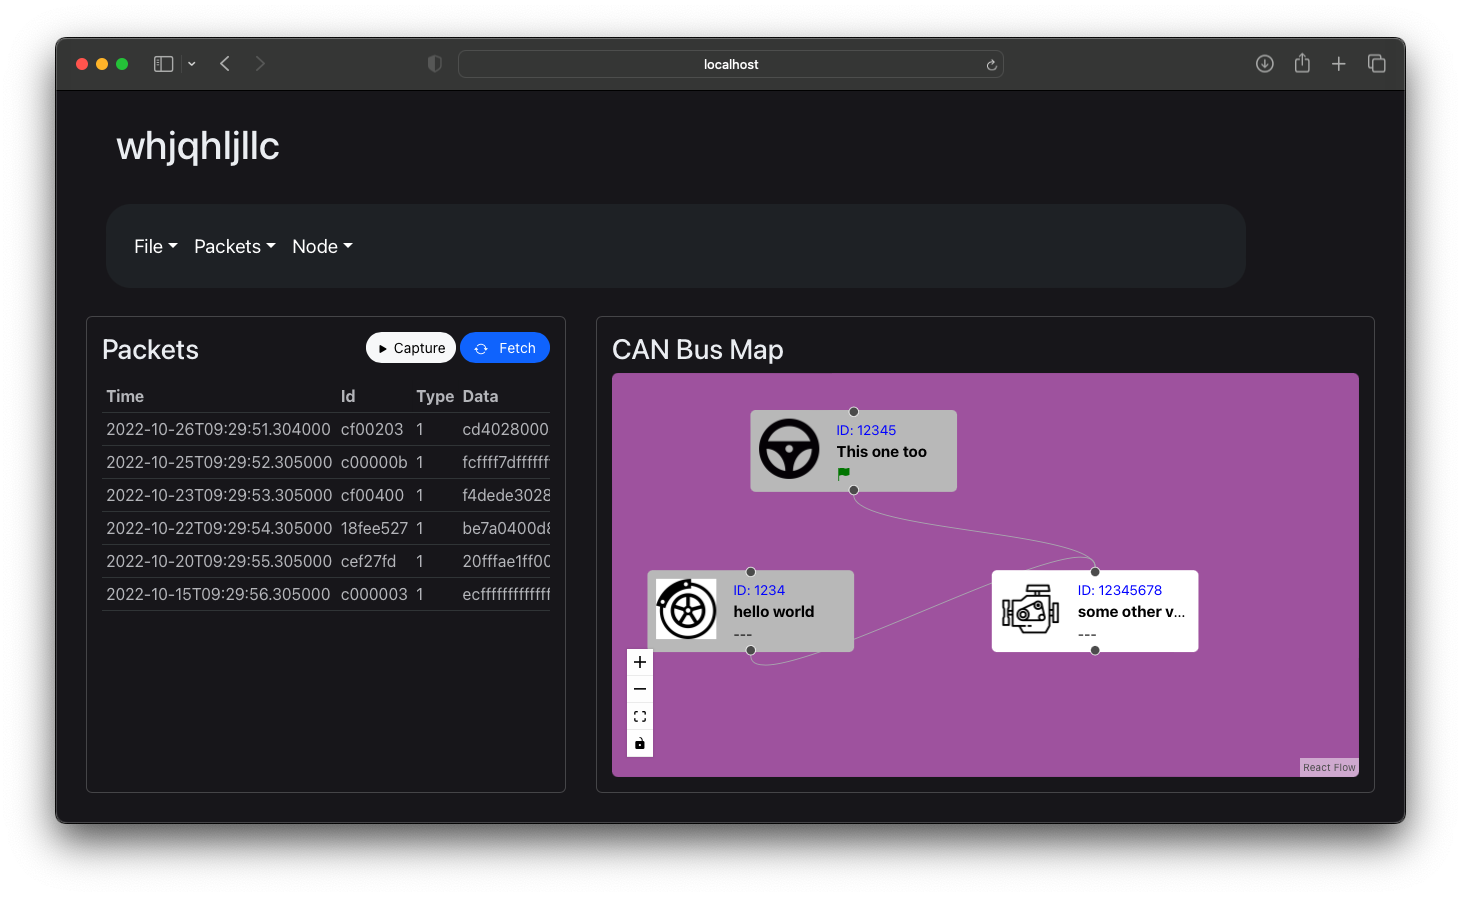 localhost
whjqhljllc
File Packets Node
Packets
Capture Fetch
Time Id Type Data
2022-10-26T09:29:51.304000 cf00203 1 cd4028000
2022-10-25T09:29:52.305000 c00000b 1
2022-10-23T09:29:53.305000 cf00400 1 f4dede3028
2022-10-22T09:29:54.305000 18fee527 1 be7a0400d8
2022-10-20T09:29:55.305000 cef27fd 1 20fffae1ff00
2022-10-15T09:29:56.305000 c000003 1
CAN Bus Map
ID: 12345
This one too
ID: 1234
hello world
---
ID: 12345678
some other v...
---
React Flow